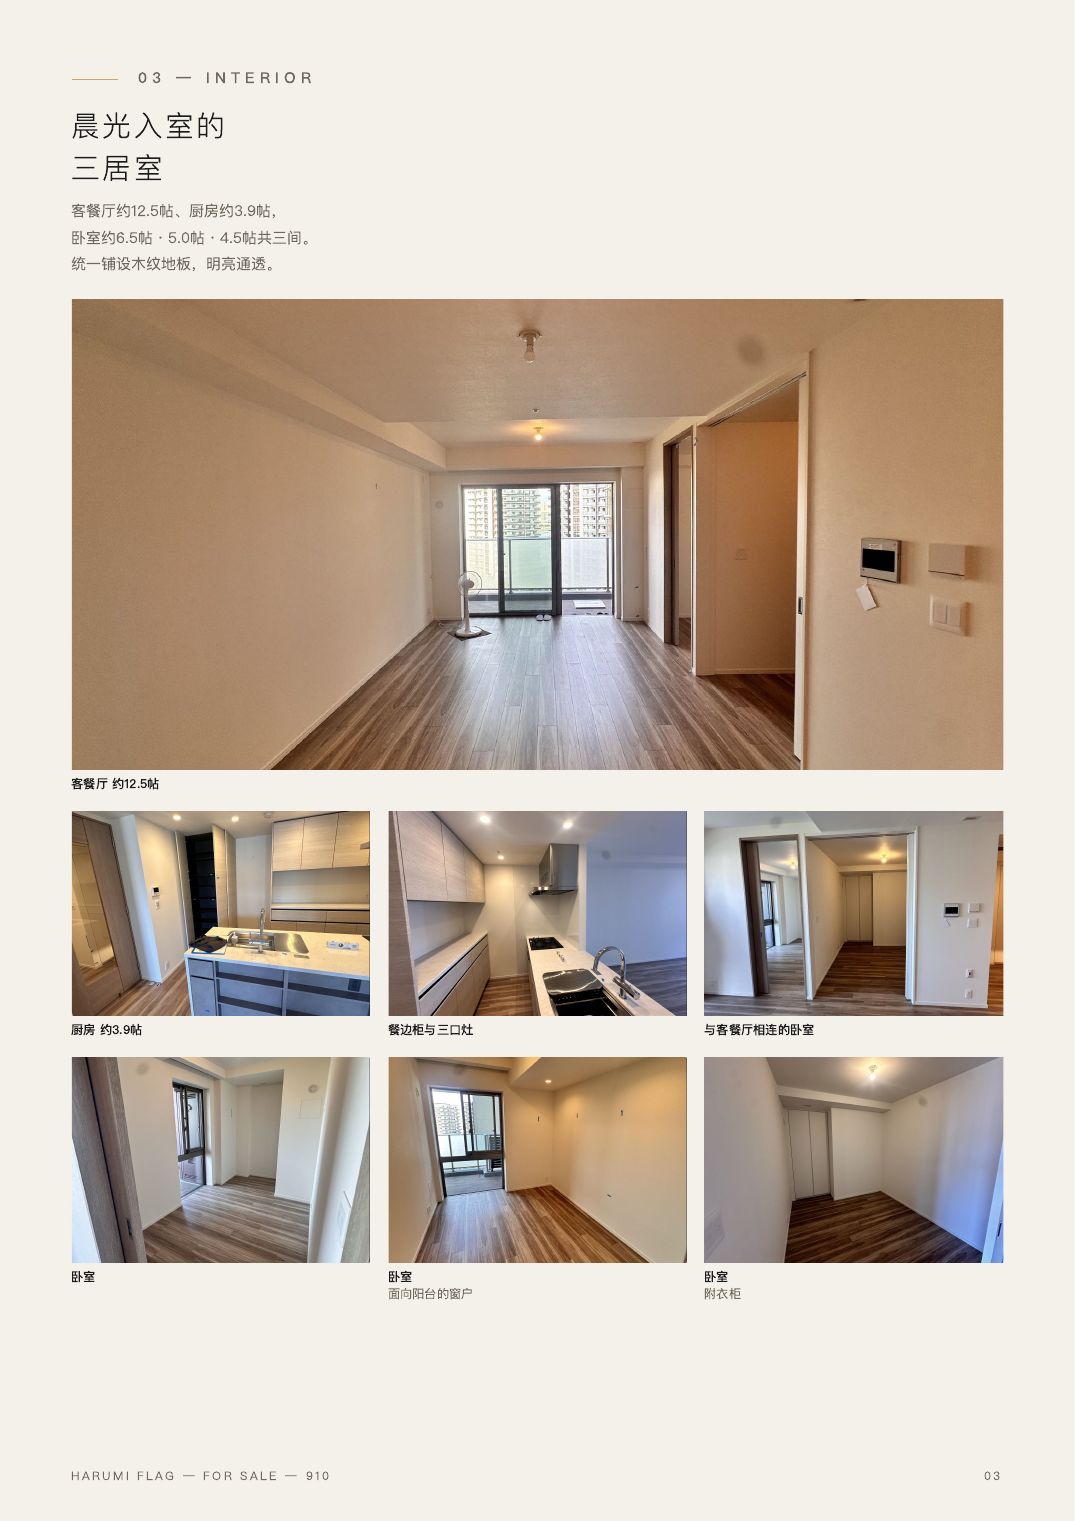 03 — INTERIOR
晨光入室的
三居室
客餐厅约12.5帖、厨房约3.9帖，
卧室约6.5帖 · 5.0帖 · 4.5帖共三间。
统一铺设木纹地板，明亮通透。
客餐厅 约12.5帖
厨房 约3.9帖
餐边柜与三口灶
与客餐厅相连的卧室
卧室
卧室
面向阳台的窗户
卧室
附衣柜
HARUMI FLAG — FOR SALE — 910
03